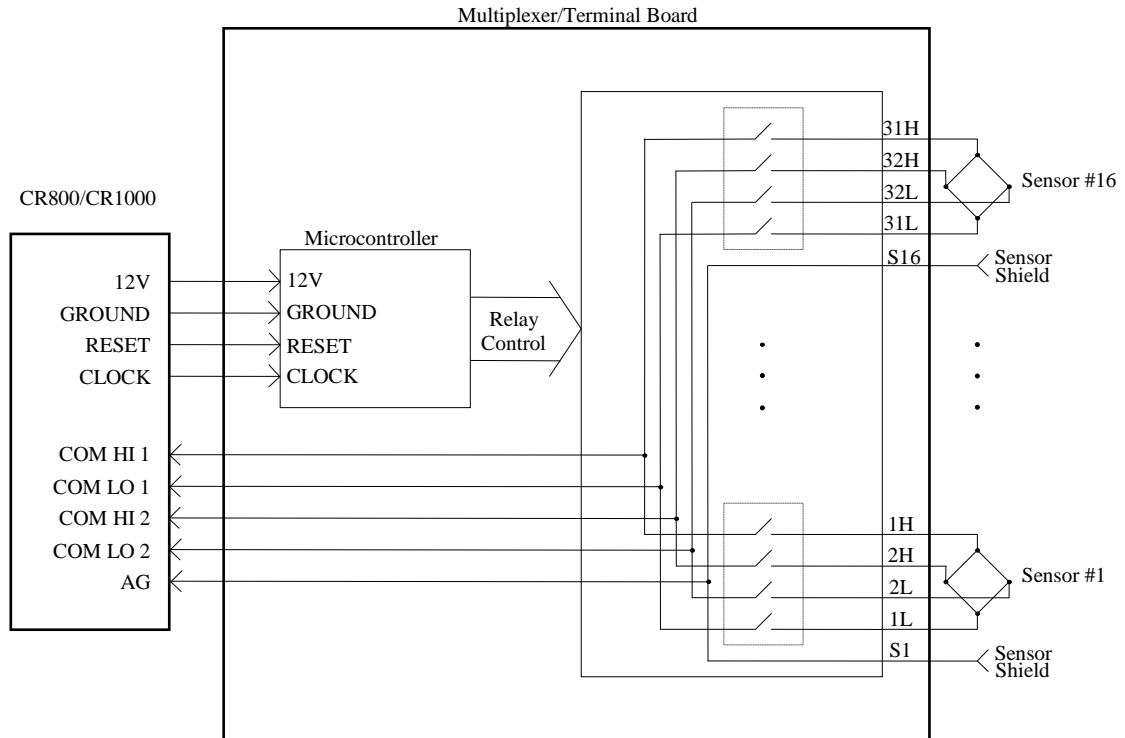 Multiplexer/Terminal Board
CR800/CR1000
12V
GROUND
RESET
CLOCK
COM HI 1
COM LO 1
COM HI 2
COM LO 2
AG
Microcontroller
12V
GROUND
RESET
CLOCK
Relay
Control
31H
32H
32L
31L
S16
Sensor #16
Sensor
Shield
1H
2H
2L
1L
S1
Sensor #1
Sensor
Shield